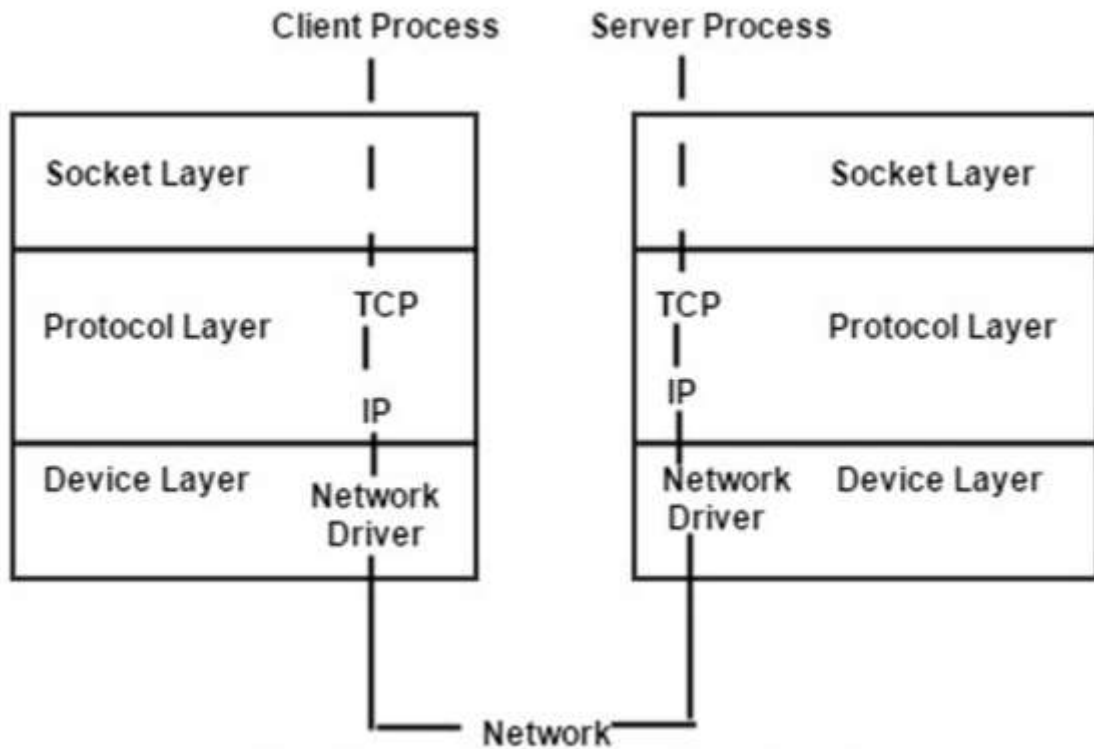 Client Process
Server Process
Socket Layer
Socket Layer
Protocol Layer
TCP
TCP
Protocol Layer
IP
IP
Device Layer
Network
Driver
Network
Driver
Device Layer
Network